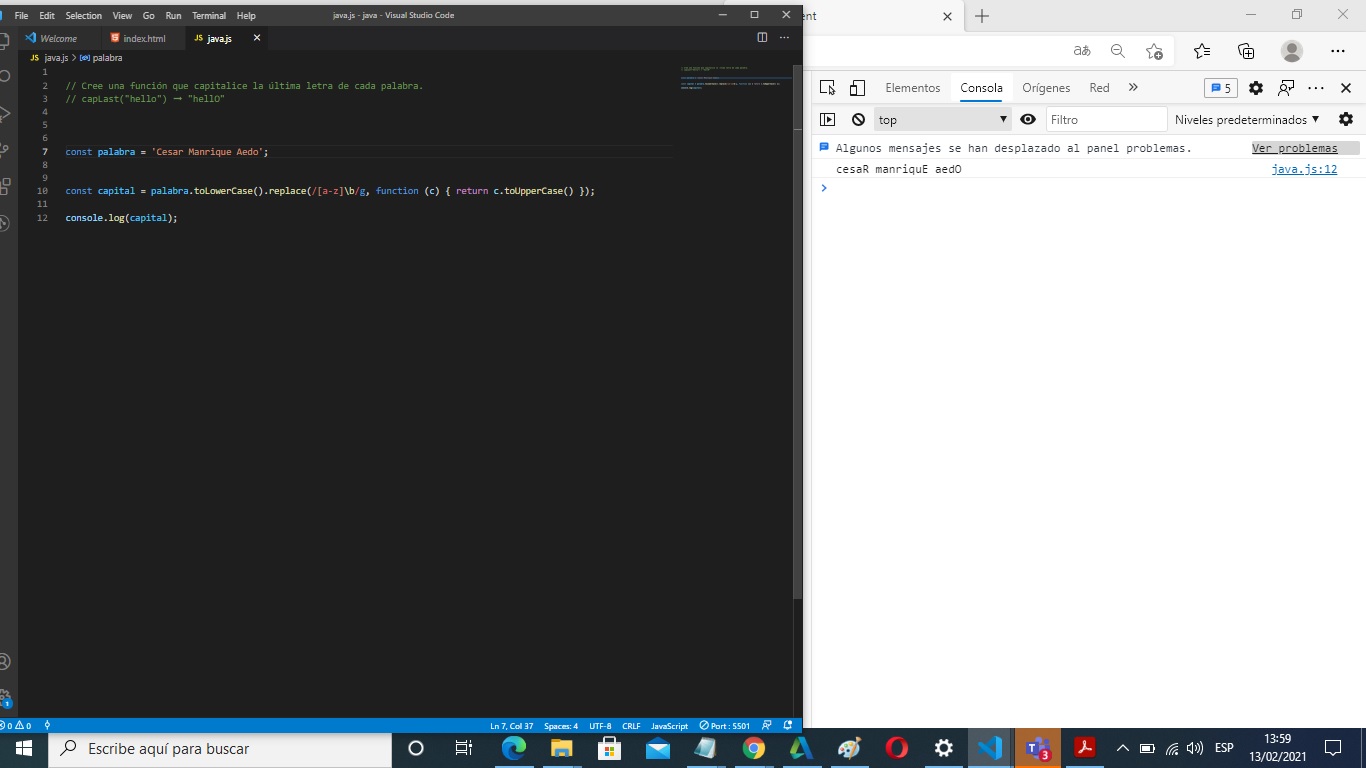 File Edit Selection View Go Run Terminal Help java.js - java - Visual Studio Code
Welcome index.html JS java.js
JS java.js > palabra
1
2 // Cree una función que capitalice la última letra de cada palabra.
3 // capLast("hello") ➞ "hellO"
4
5
6
7 const palabra = 'Cesar Manrique Aedo';
8
9
10 const capital = palabra.toLowerCase().replace(/[a-z]\b/g, function (c) { return c.toUpperCase() });
11
12 console.log(capital);
0 0 Ln 7, Col 37 Spaces: 4 UTF-8 CRLF JavaScript Port : 5501
1
ent
aあ
Elementos Consola Orígenes Red » 5
top Filtro Niveles predeterminados
Algunos mensajes se han desplazado al panel problemas. Ver problemas
cesaR manriquE aedO java.js:12
>
Escribe aquí para buscar
T 3
ESP
13:59
13/02/2021